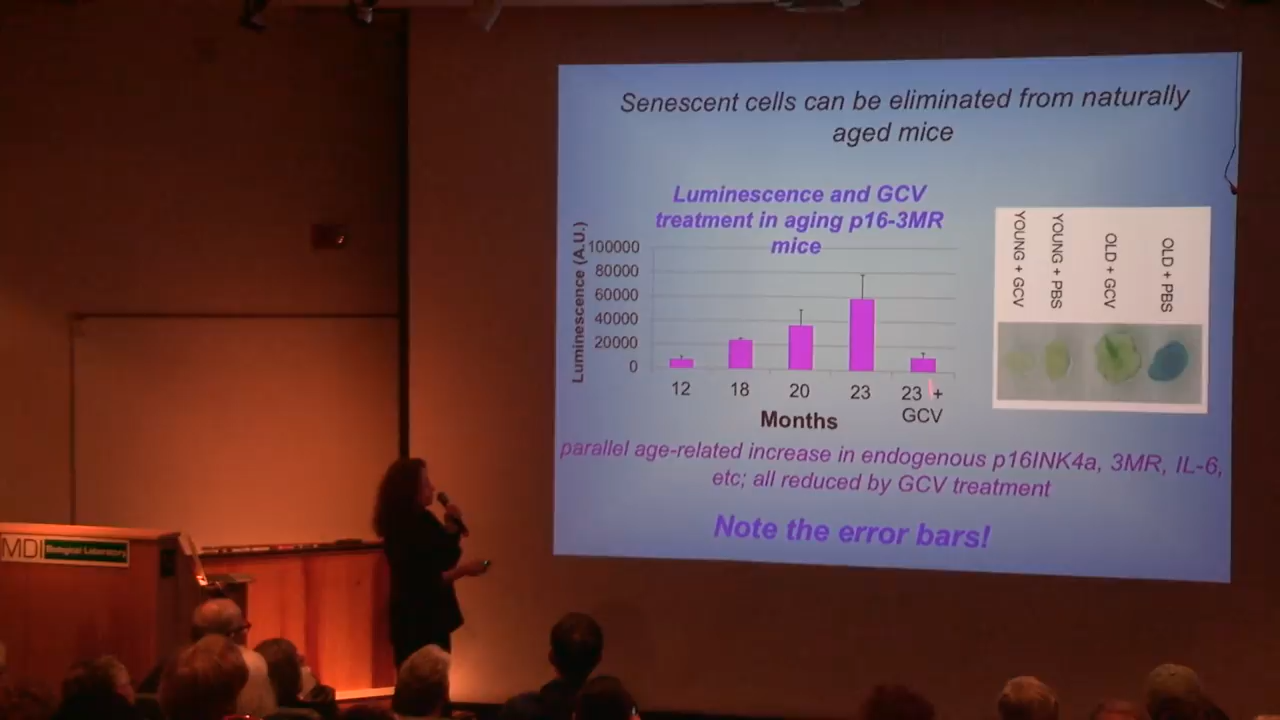 Senescent cells can be eliminated from naturally
aged mice
Luminescence and GCV
treatment in aging p16-3MR
mice
Luminescence (A.U.)
100000
80000
60000
40000
20000
0
12 18 20 23 23 +
GCV
Months
YOUNG + GCV
YOUNG + PBS
OLD + GCV
OLD + PBS
parallel age-related increase in endogenous p16INK4a, 3MR, IL-6,
etc; all reduced by GCV treatment
Note the error bars!
MDI Biological Laboratory